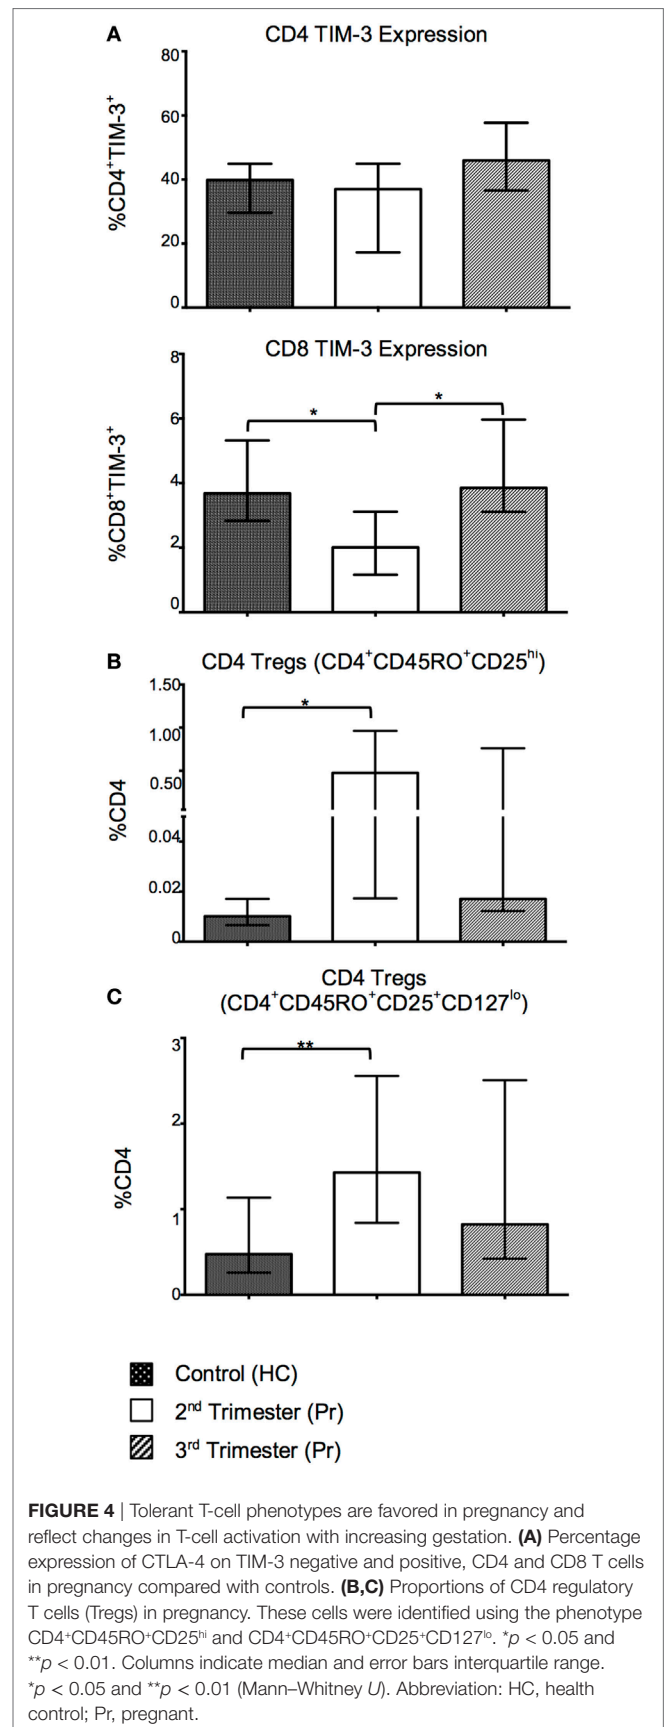 A
CD4 TIM-3 Expression
%CD4⁺TIM-3⁺
80
60
40
20
0
CD8 TIM-3 Expression
%CD8⁺TIM-3⁺
8
6
4
2
0
*
*
B
CD4 Tregs (CD4⁺CD45RO⁺CD25ʰⁱ)
%CD4
1.50
1.00
0.50
0.04
0.02
0
*
C
CD4 Tregs
(CD4⁺CD45RO⁺CD25⁺CD127ˡᵒ)
%CD4
3
2
1
0
**
Control (HC)
2ⁿᵈ Trimester (Pr)
3ʳᵈ Trimester (Pr)
FIGURE 4 | Tolerant T-cell phenotypes are favored in pregnancy and
reflect changes in T-cell activation with increasing gestation. (A) Percentage
expression of CTLA-4 on TIM-3 negative and positive, CD4 and CD8 T cells
in pregnancy compared with controls. (B,C) Proportions of CD4 regulatory
T cells (Tregs) in pregnancy. These cells were identified using the phenotype
CD4⁺CD45RO⁺CD25ʰⁱ and CD4⁺CD45RO⁺CD25⁺CD127ˡᵒ. *p < 0.05 and
**p < 0.01. Columns indicate median and error bars interquartile range.
*p < 0.05 and **p < 0.01 (Mann–Whitney U). Abbreviation: HC, health
control; Pr, pregnant.